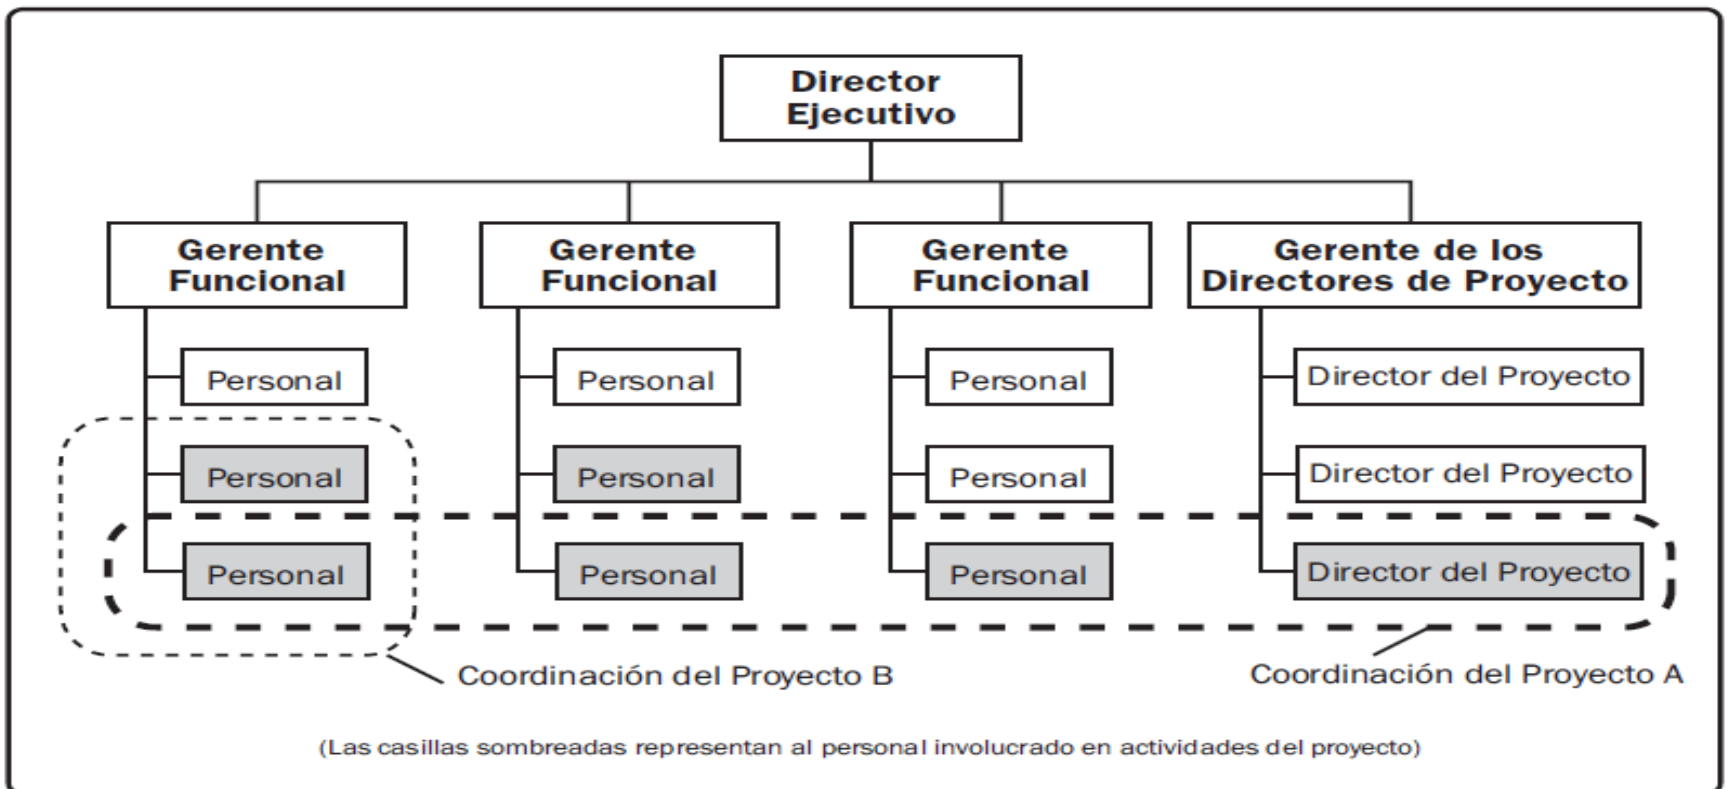 Director
Ejecutivo
Gerente
Funcional
Gerente
Funcional
Gerente
Funcional
Gerente de los
Directores de Proyecto
Personal
Personal
Personal
Director del Proyecto
Personal
Personal
Personal
Director del Proyecto
Personal
Personal
Personal
Director del Proyecto
Coordinación del Proyecto B
Coordinación del Proyecto A
(Las casillas sombreadas representan al personal involucrado en actividades del proyecto)